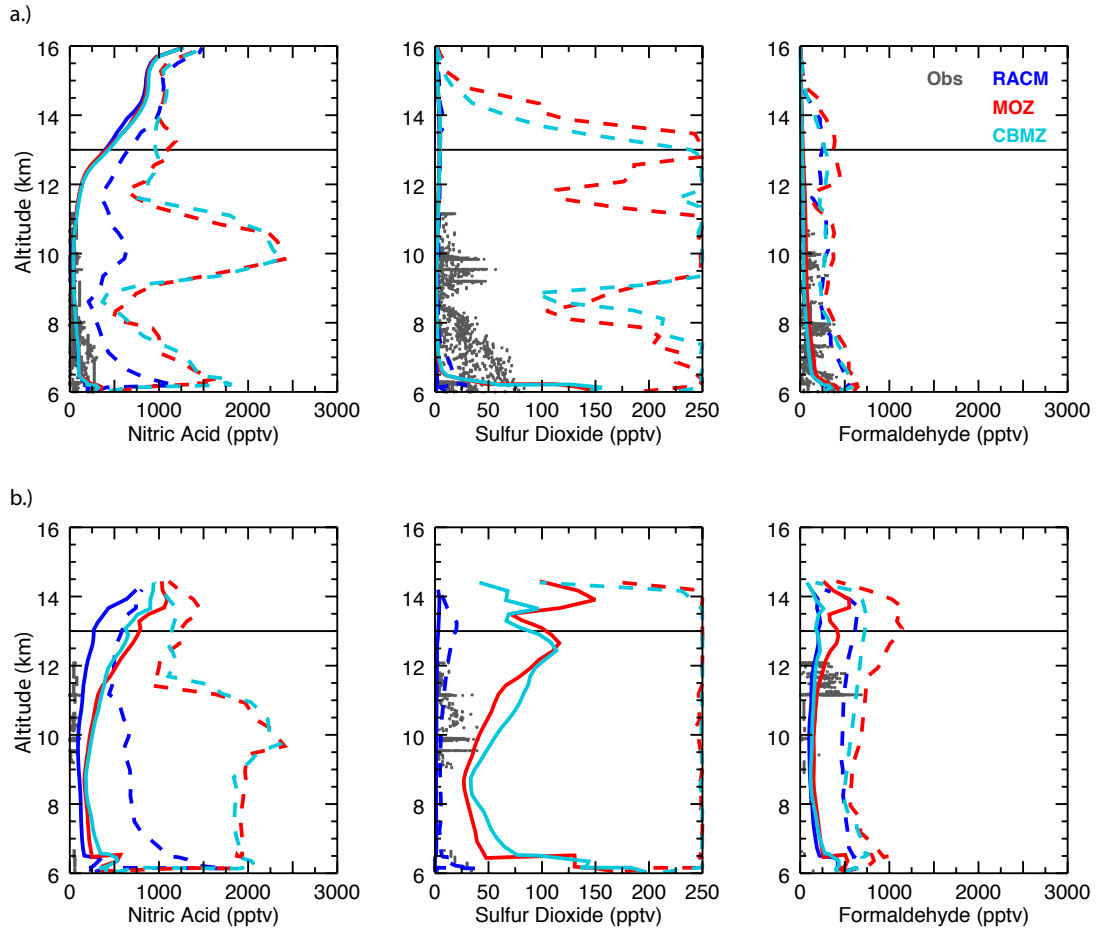 a.)
16
14
12
10
8
6
Altitude (km)
0 1000 2000 3000
Nitric Acid (pptv)
16
14
12
10
8
6
0 50 100 150 200 250
Sulfur Dioxide (pptv)
16
14
12
10
8
6
Obs RACM
MOZ
CBMZ
0 1000 2000 3000
Formaldehyde (pptv)
b.)
16
14
12
10
8
6
Altitude (km)
0 1000 2000 3000
Nitric Acid (pptv)
16
14
12
10
8
6
0 50 100 150 200 250
Sulfur Dioxide (pptv)
16
14
12
10
8
6
0 1000 2000 3000
Formaldehyde (pptv)